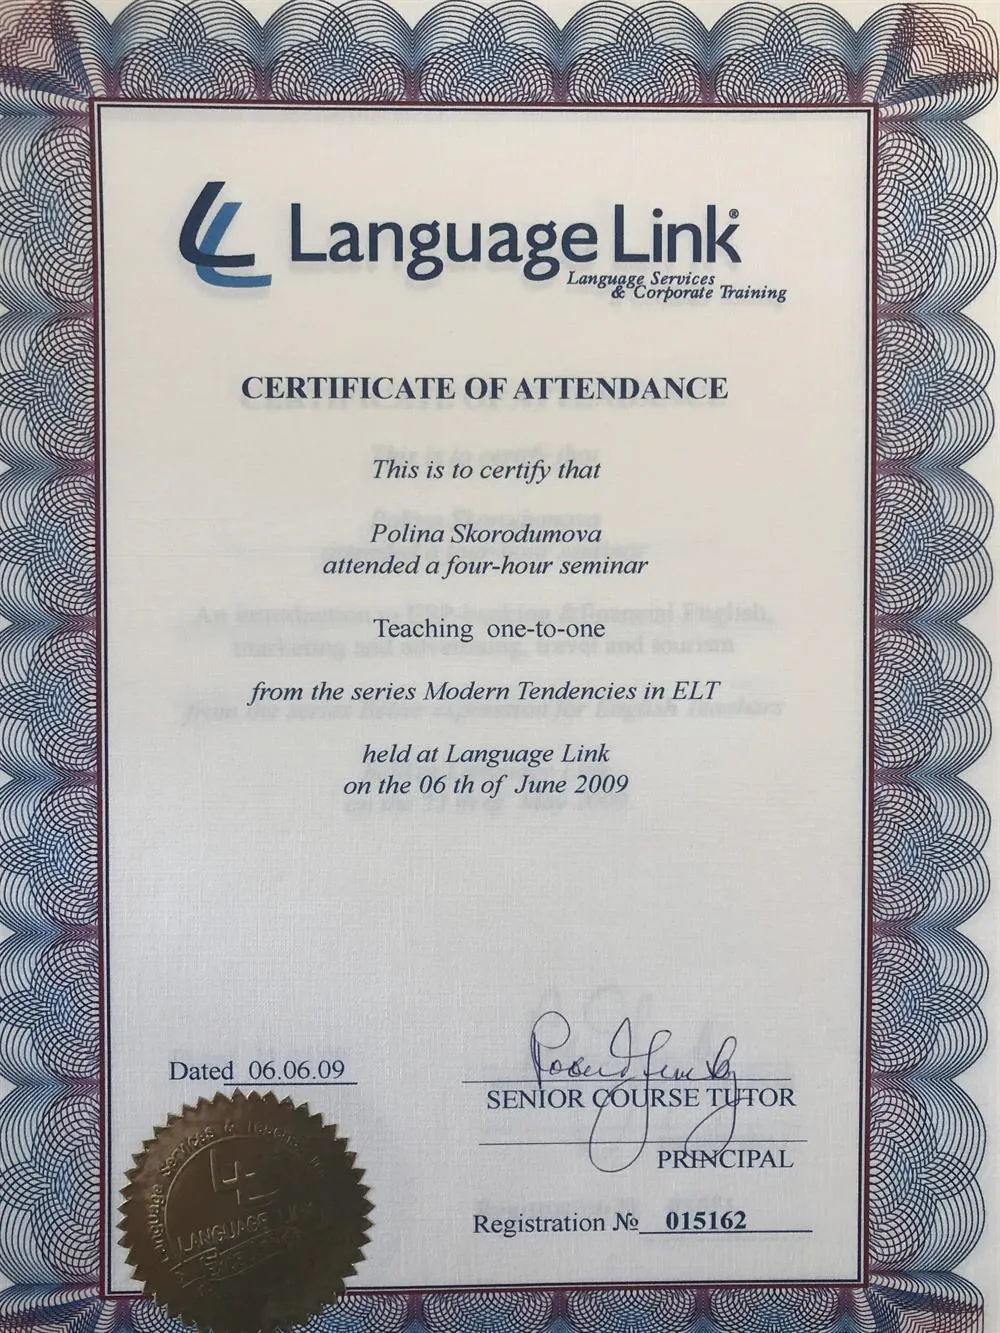 Language Link®
Language Services
& Corporate Training
CERTIFICATE OF ATTENDANCE
This is to certify that
Polina Skorodumova
attended a four-hour seminar
Teaching one-to-one
from the series Modern Tendencies in ELT
held at Language Link
on the 06 th of June 2009
Dated 06.06.09
SENIOR COURSE TUTOR
PRINCIPAL
Registration № 015162
LANGUAGE LINK